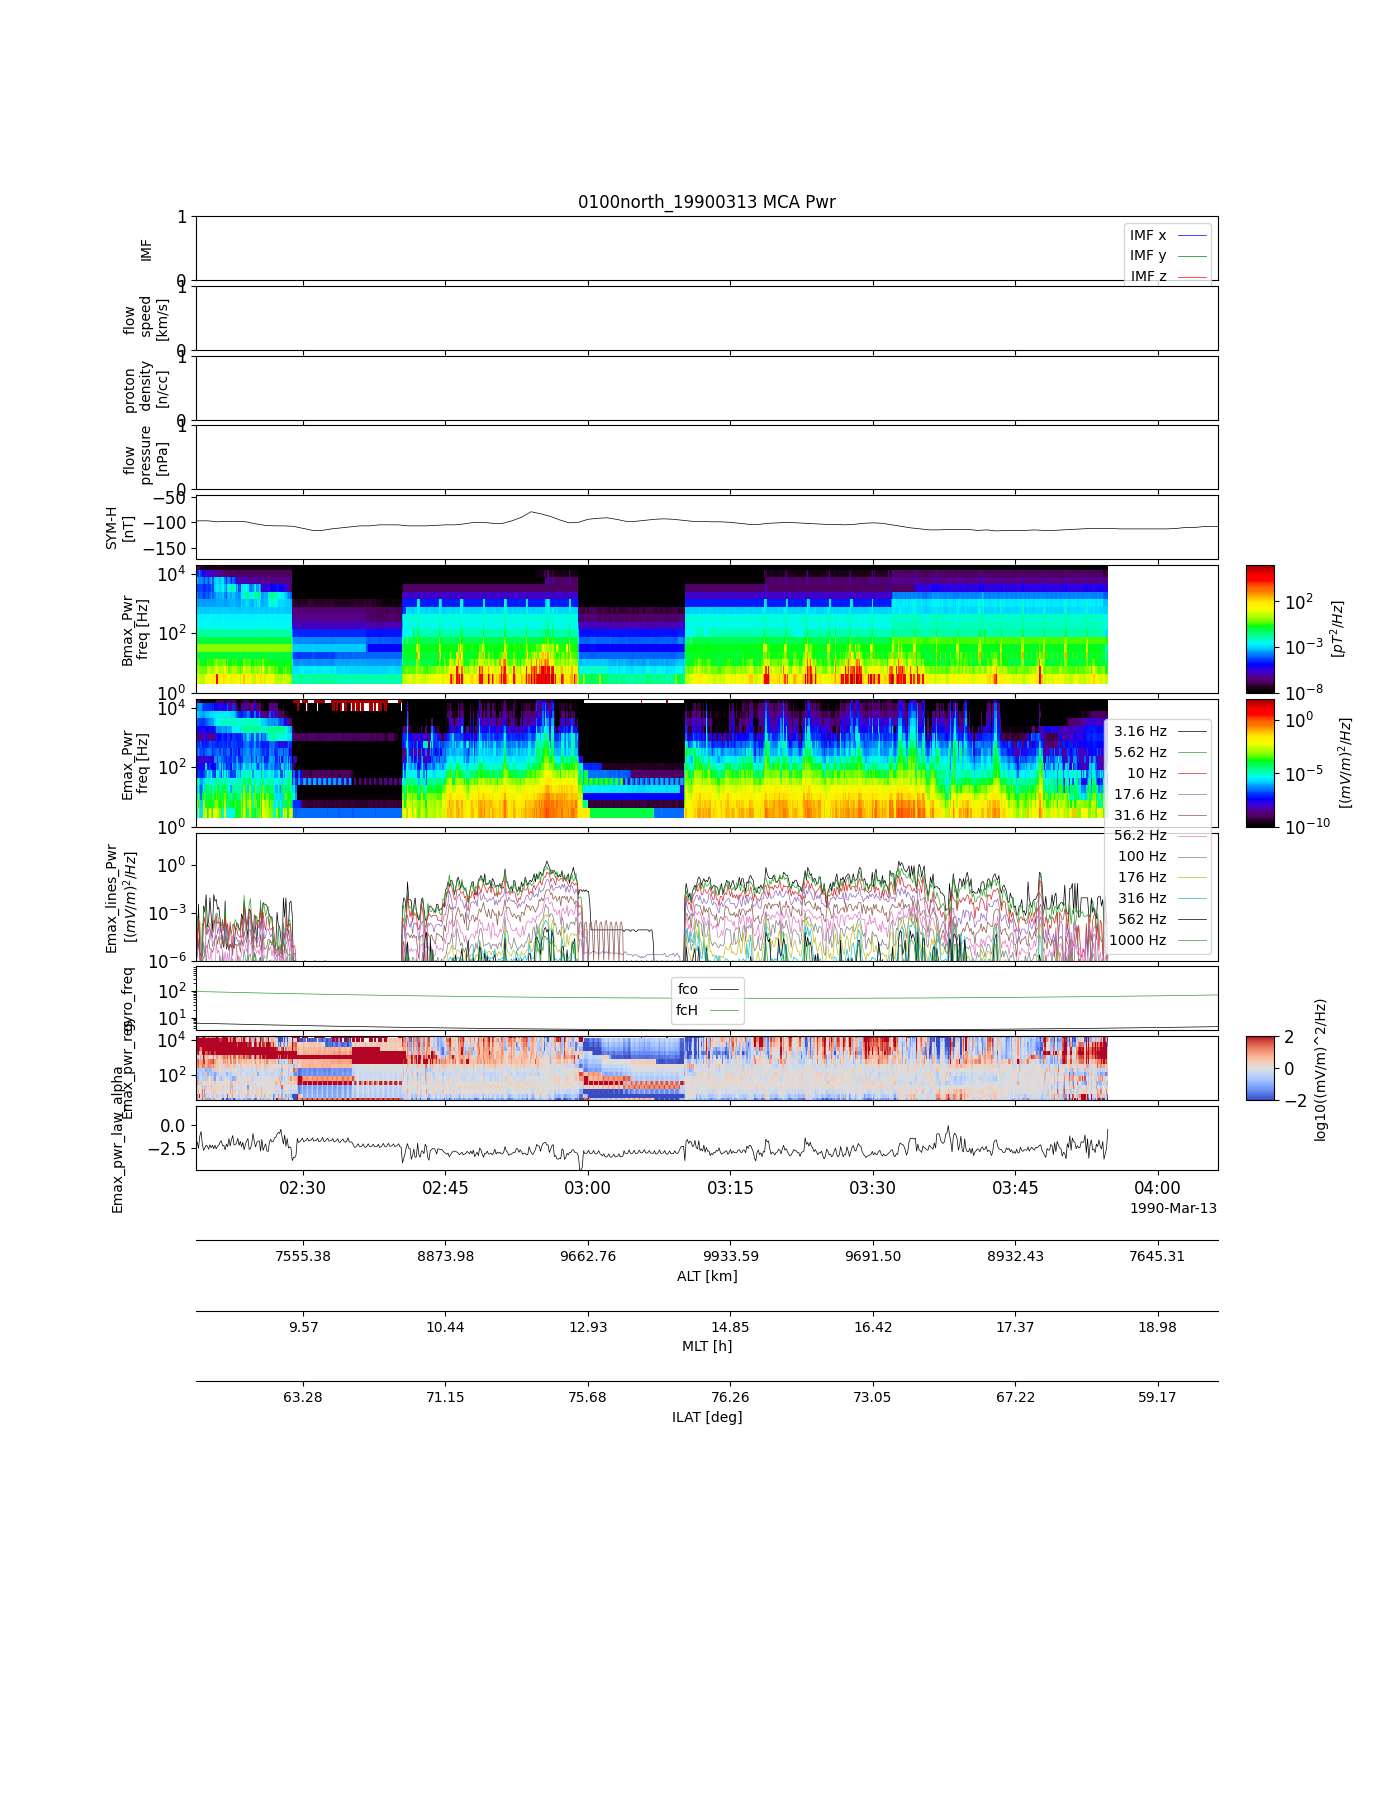 0100north_19900313 MCA Pwr
1
IMF
0
IMF x
IMF y
IMF z
1
flow
speed
[km/s]
0
1
proton
density
[n/cc]
0
1
flow
pressure
[nPa]
0
−50
SYM-H
[nT]
−100
−150
10^4
Bmax_Pwr
freq [Hz]
10^2
10^0
10^2
10^−3
10^−8
[pT^2/Hz]
10^4
Emax_Pwr
freq [Hz]
10^2
10^0
10^0
10^−5
10^−10
[(mV/m)^2/Hz]
3.16 Hz
5.62 Hz
10 Hz
17.6 Hz
31.6 Hz
56.2 Hz
100 Hz
176 Hz
316 Hz
562 Hz
1000 Hz
Emax_lines_Pwr
[(mV/m)^2/Hz]
10^0
10^−3
10^−6
gyro_freq
10^2
10^1
fco
fcH
Emax_pwr_reg
10^4
10^2
2
0
−2
log10((mV/m)^2/Hz)
Emax_pwr_law_alpha
0.0
−2.5
02:30 02:45 03:00 03:15 03:30 03:45 04:00
1990-Mar-13
7555.38 8873.98 9662.76 9933.59 9691.50 8932.43 7645.31
ALT [km]
9.57 10.44 12.93 14.85 16.42 17.37 18.98
MLT [h]
63.28 71.15 75.68 76.26 73.05 67.22 59.17
ILAT [deg]